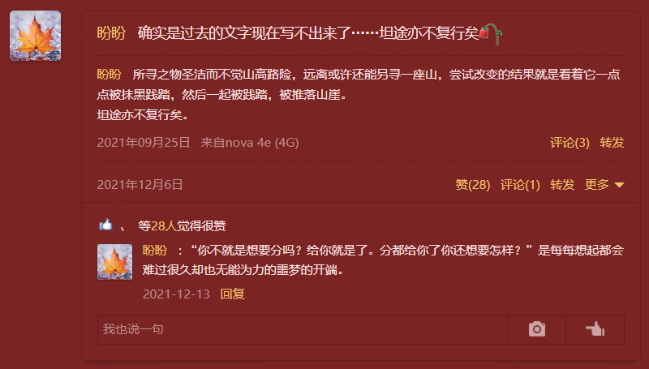 盼盼 确实是过去的文字现在写不出来了……坦途亦不复行矣🥀
盼盼 所寻之物圣洁而不觉山高路险，远离或许还能另寻一座山，尝试改变的结果就是看着它一点
点被抹黑践踏，然后一起被践踏，被推落山崖。
坦途亦不复行矣。
2021年09月25日 来自nova 4e (4G) 评论(3) 转发
2021年12月6日 赞(28) 评论(1) 转发 更多
、 等28人觉得很赞
盼盼 ：“你不就是想要分吗？给你就是了。分都给你了你还想要怎样？”是每每想起都会
难过很久却也无能为力的噩梦的开端。
2021-12-13 回复
我也说一句